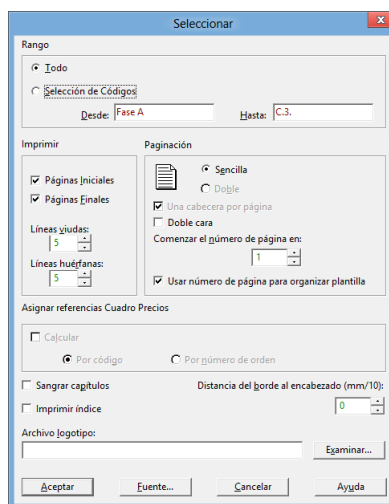 Seleccionar
x
Rango
Todo
Selección de Códigos
Desde: Fase A Hasta: C.3.
Imprimir Paginación
Páginas Iniciales
Páginas Finales
Líneas viudas:
5
Líneas huérfanas:
5
Sencilla
Doble
Una cabecera por página
Doble cara
Comenzar el número de página en:
1
Usar número de página para organizar plantilla
Asignar referencias Cuadro Precios
Calcular
Por código Por número de orden
Sangrar capítulos Distancia del borde al encabezado (mm/10):
Imprimir índice 0
Archivo logotipo:
Examinar...
Aceptar Fuente... Cancelar Ayuda